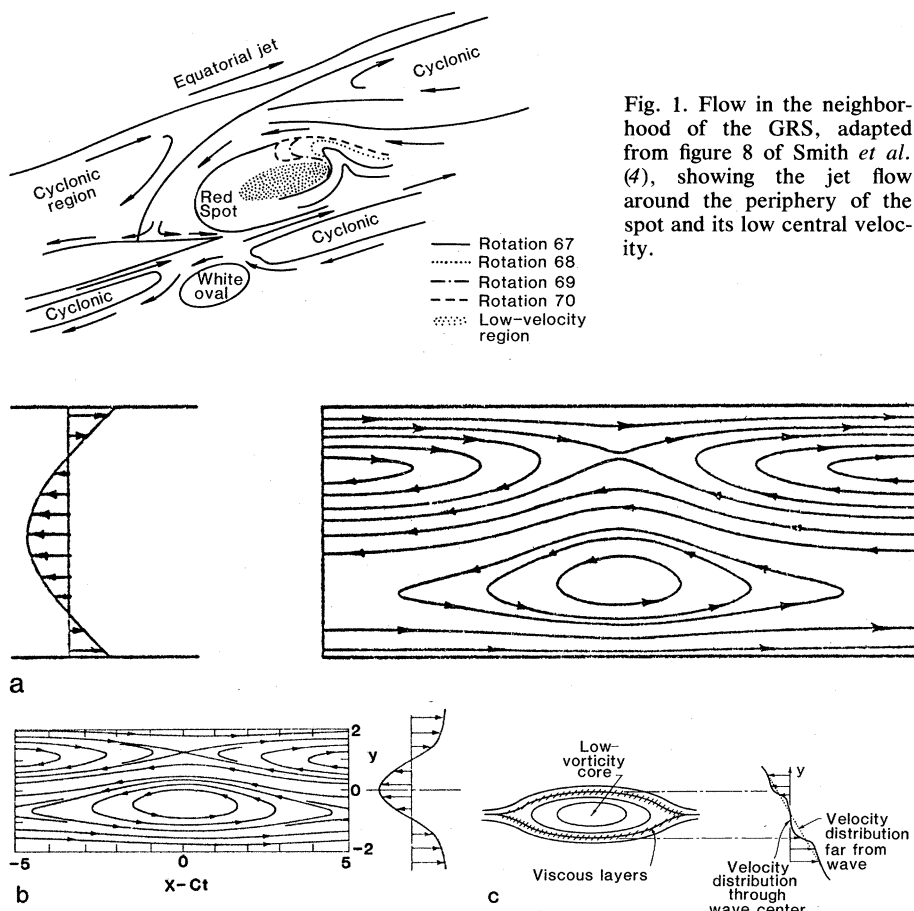 Equatorial jet
Cyclonic
Cyclonic
region
Red
Spot
Cyclonic
White
oval
Cyclonic
Rotation 67
Rotation 68
Rotation 69
Rotation 70
Low-velocity
region
Fig. 1. Flow in the neighbor-
hood of the GRS, adapted
from figure 8 of Smith et al.
(4), showing the jet flow
around the periphery of the
spot and its low central veloc-
ity.
a
2
y
0
-2
-5
0
5
X-Ct
b
Low-
vorticity
core
Viscous layers
y
Velocity
distribution
far from
wave
Velocity
distribution
through
wave center
c